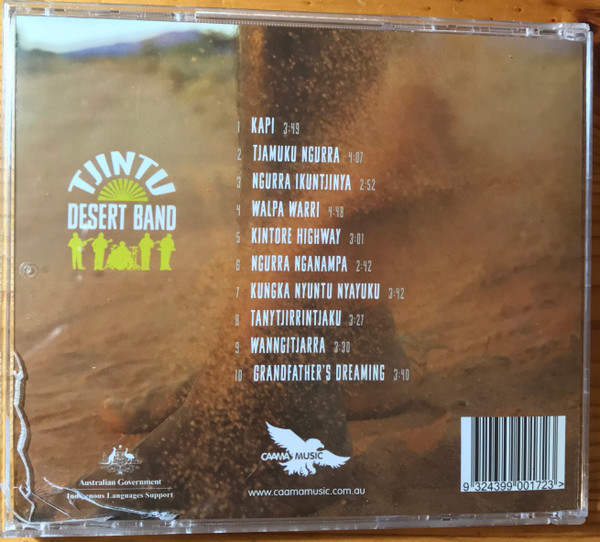 TJINTU
DESERT BAND
1 KAPI 3:49
2 TJAMUKU NGURRA 4:07
3 NGURRA IKUNTJINYA 2:52
4 WALPA WARRI 4:48
5 KINTORE HIGHWAY 3:01
6 NGURRA NGANAMPA 2:42
7 KUNGKA NYUNTU NYAYUKU 3:42
8 TANYTJIRRINTJAKU 3:27
9 WANNGITJARRA 3:30
10 GRANDFATHER'S DREAMING 3:40
Australian Government
Indigenous Languages Support
CAAMA MUSIC
www.caamamusic.com.au
9 324399 001723 >